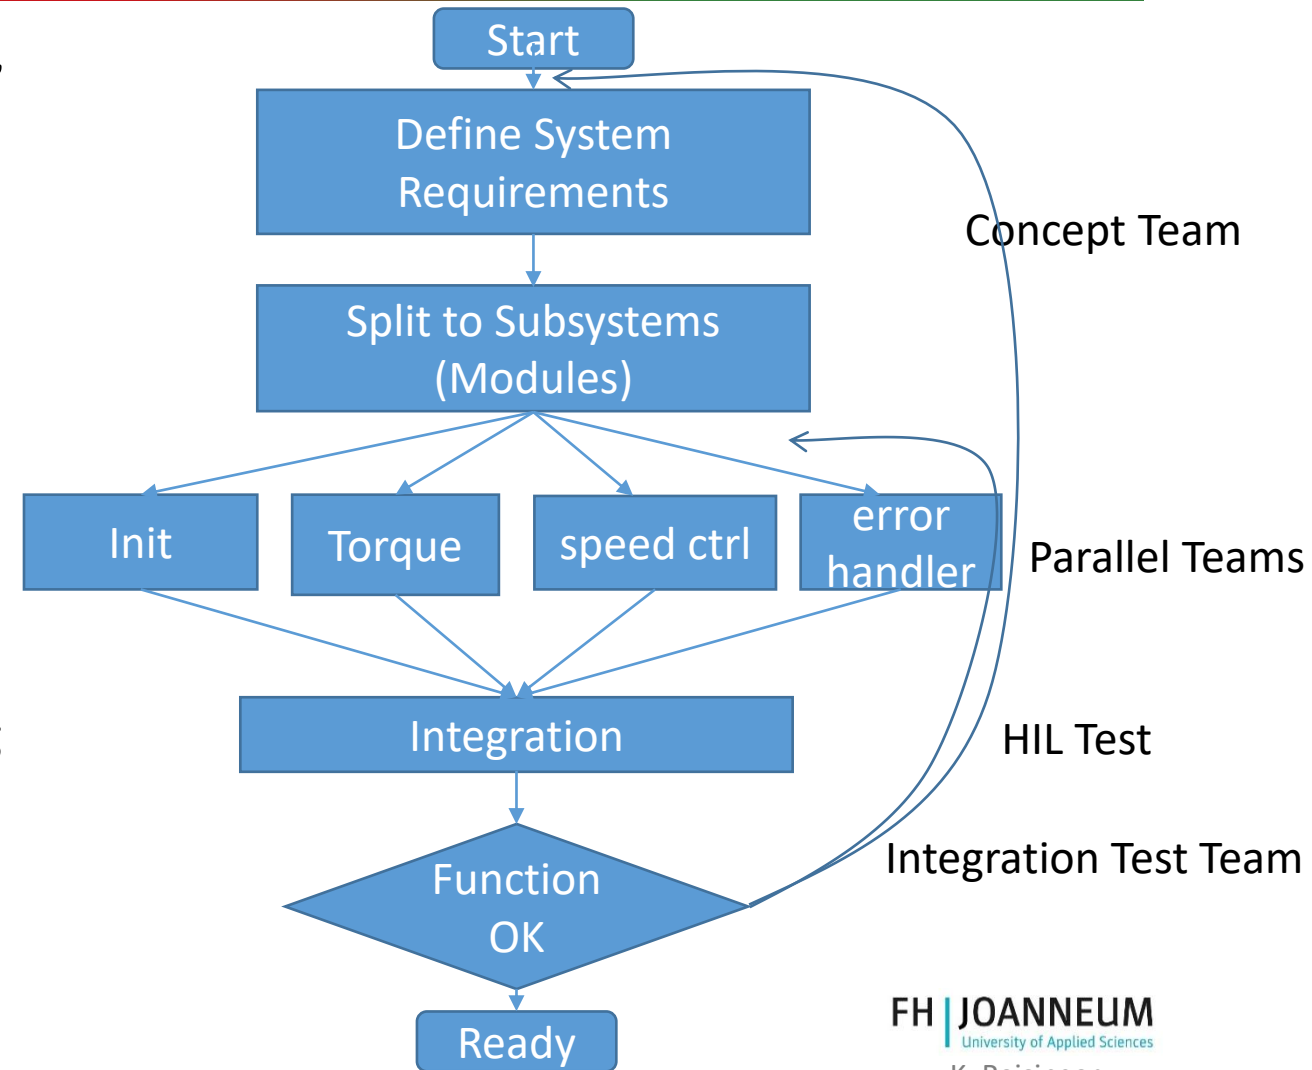 Start
Define System
Requirements
Concept Team
Split to Subsystems
(Modules)
Init
Torque
speed ctrl
error
handler
Parallel Teams
Integration
HIL Test
Integration Test Team
Function
OK
Ready
FH | JOANNEUM
University of Applied Sciences